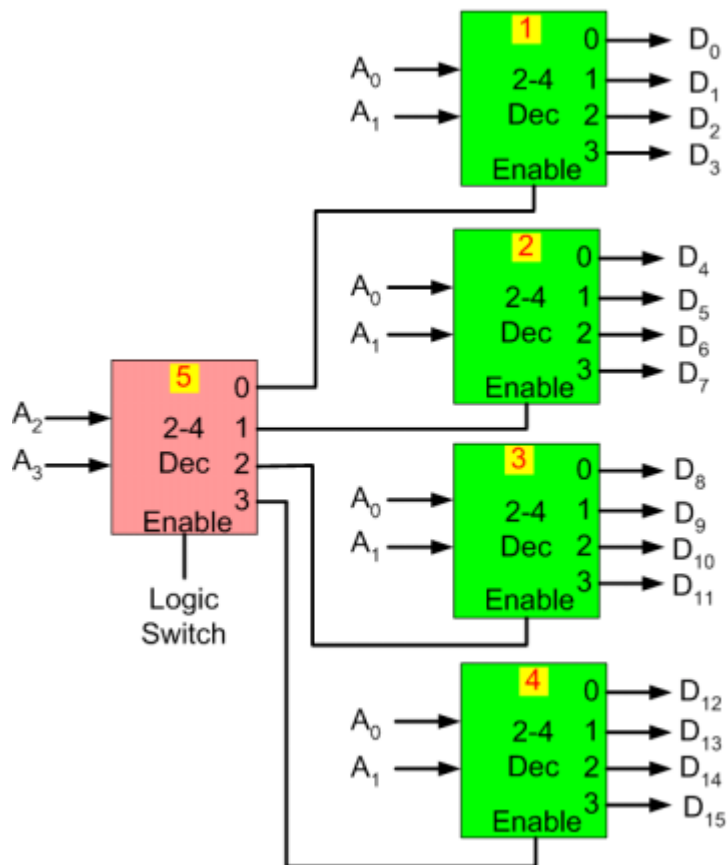 1
0
D₀
A₀
2-4
1
D₁
A₁
Dec
2
D₂
3
D₃
Enable
2
0
D₄
A₀
2-4
1
D₅
A₁
Dec
2
D₆
3
D₇
Enable
5
0
A₂
2-4
1
A₃
Dec
2
3
Enable
Logic
Switch
3
0
D₈
A₀
2-4
1
D₉
A₁
Dec
2
D₁₀
3
D₁₁
Enable
4
0
D₁₂
A₀
2-4
1
D₁₃
A₁
Dec
2
D₁₄
3
D₁₅
Enable